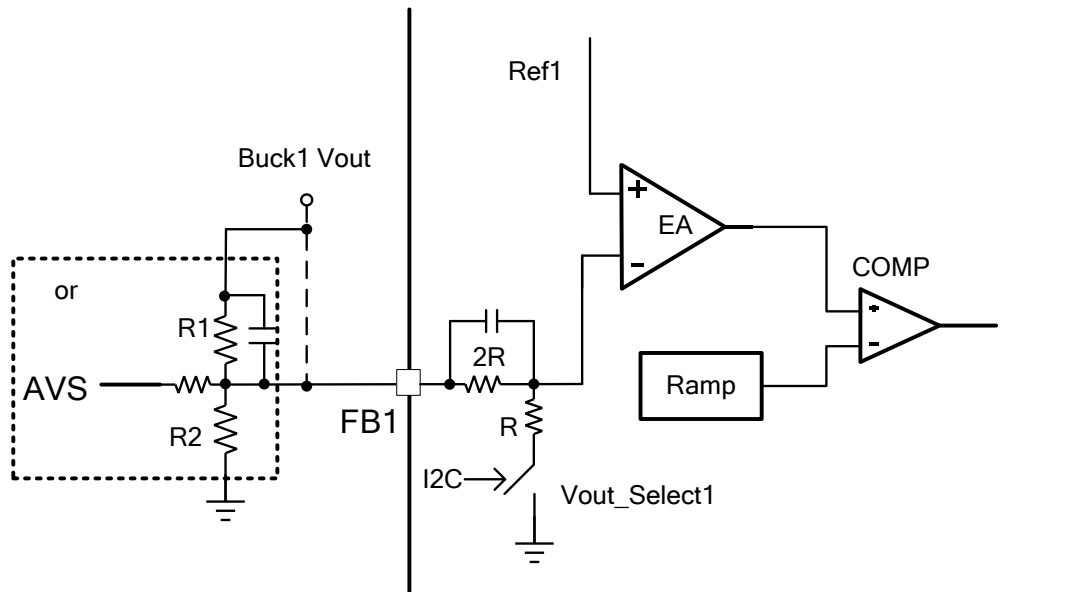 Ref1
Buck1 Vout
EA
COMP
or
R1
2R
AVS
Ramp
FB1
R
R2
I2C
Vout_Select1